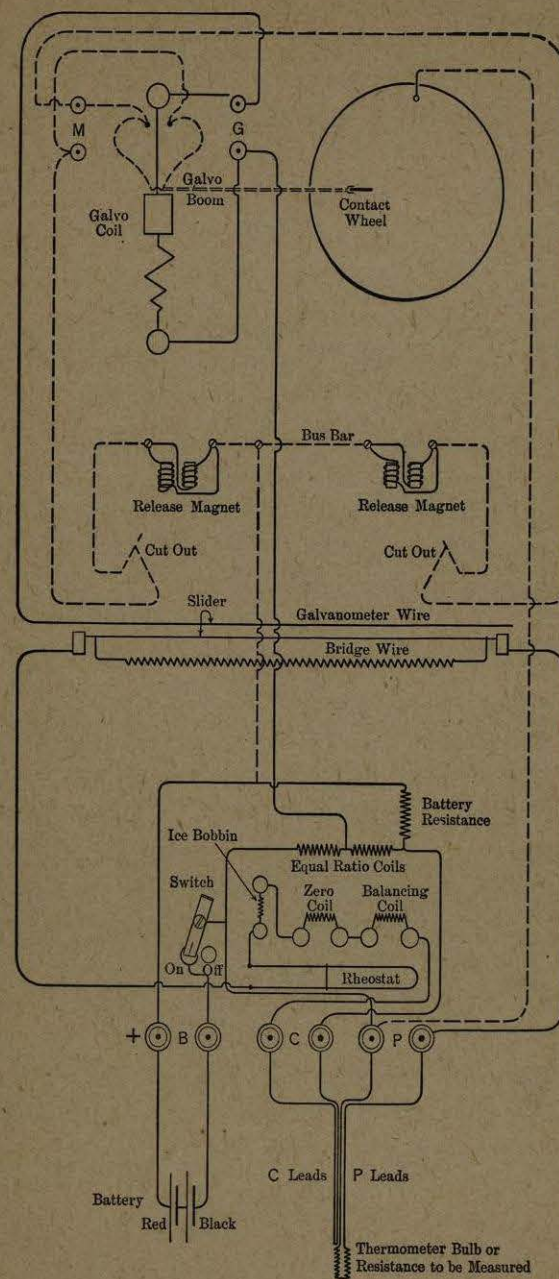 M
G
Galvo
Boom
Galvo
Coil
Contact
Wheel
Bus Bar
Release Magnet
Release Magnet
Cut Out
Cut Out
Slider
Galvanometer Wire
Bridge Wire
Battery
Resistance
Ice Bobbin
Equal Ratio Coils
Switch
Zero
Coil
Balancing
Coil
On
Off
Rheostat
+ B
C
P
C Leads
P Leads
Battery
Red
Black
Thermometer Bulb or
Resistance to be Measured